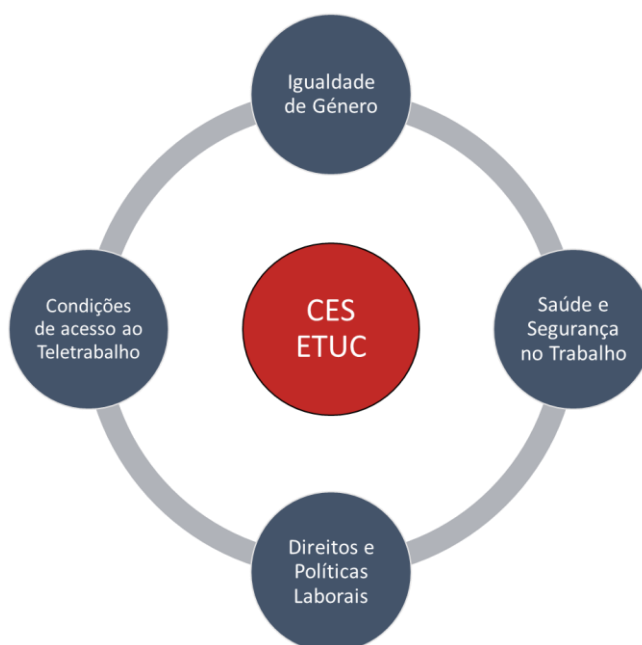 Igualdade
de Género
Condições
de acesso ao
Teletrabalho
CES
ETUC
Saúde e
Segurança
no Trabalho
Direitos e
Políticas
Laborais